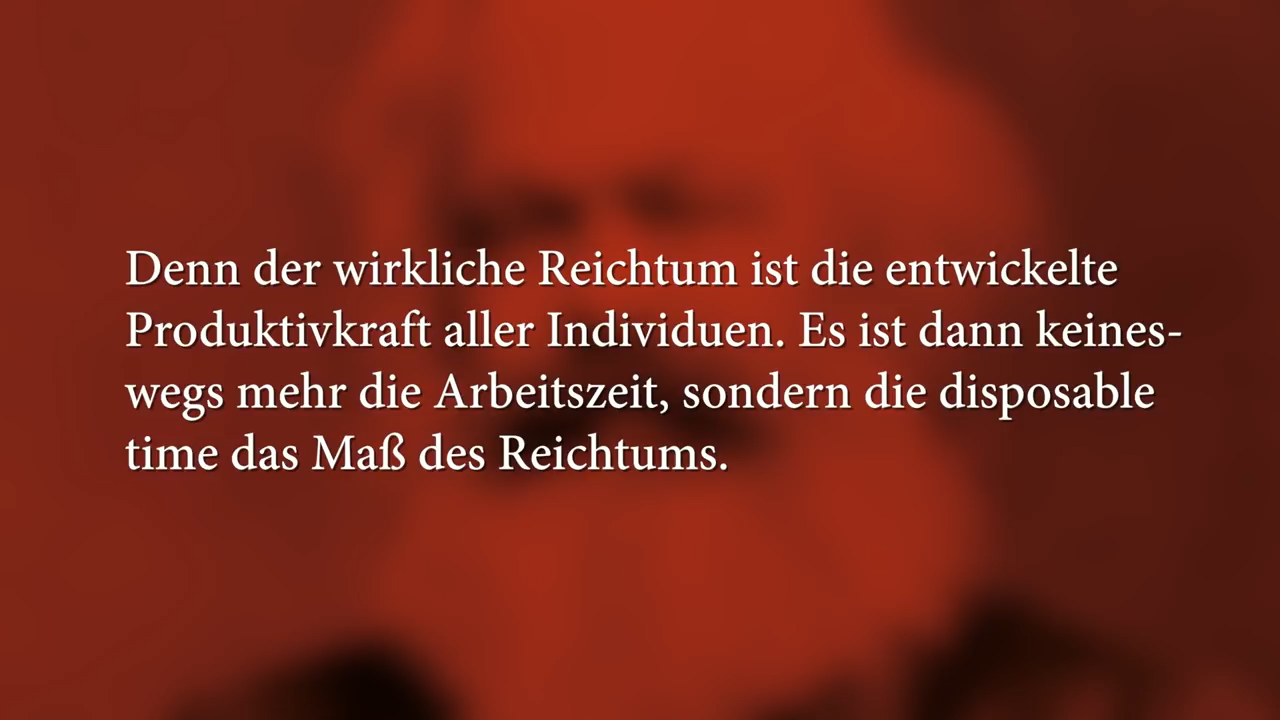 Denn der wirkliche Reichtum ist die entwickelte
Produktivkraft aller Individuen. Es ist dann keines-
wegs mehr die Arbeitszeit, sondern die disposable
time das Maß des Reichtums.